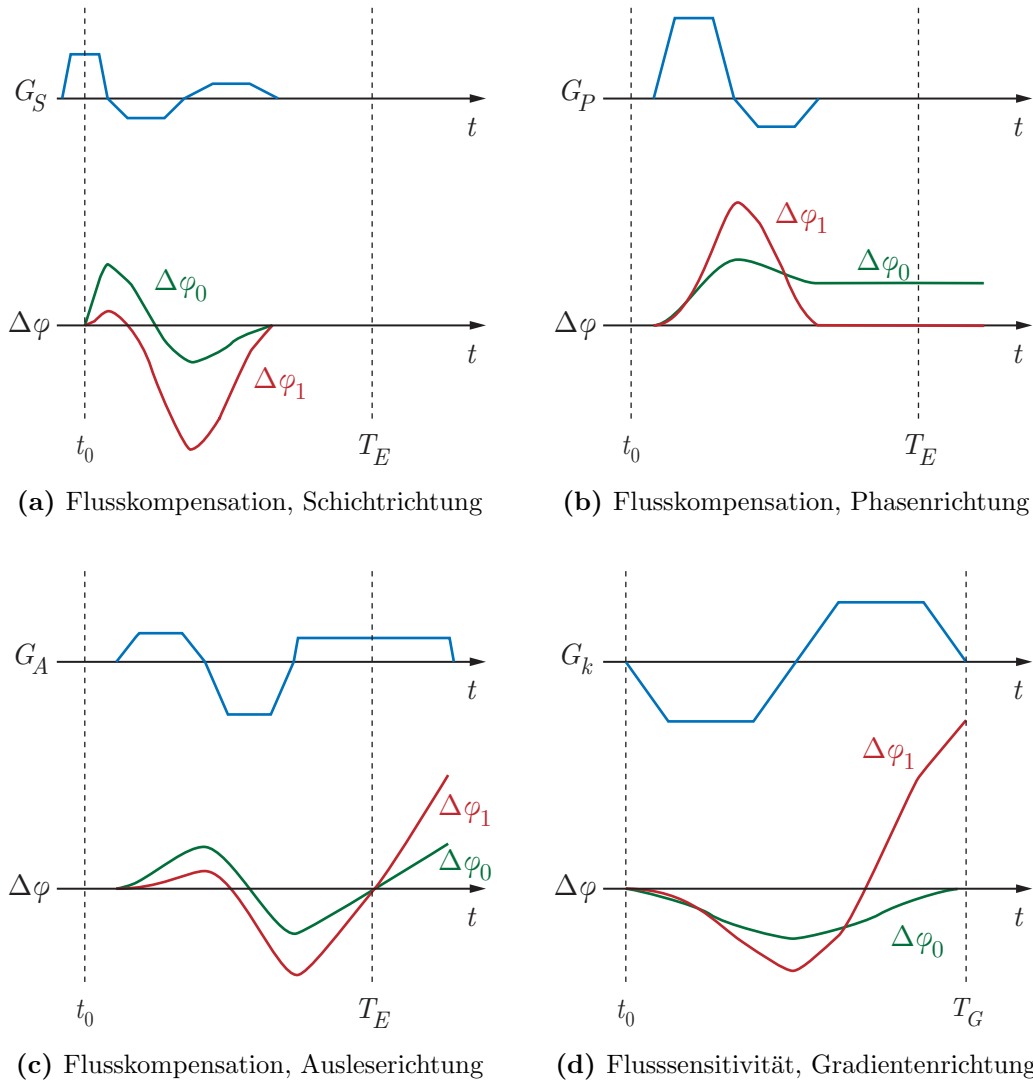 G_S
t
Δφ_0
Δφ
t
Δφ_1
t_0
T_E
(a) Flusskompensation, Schichtrichtung
G_P
t
Δφ_1
Δφ_0
Δφ
t
t_0
T_E
(b) Flusskompensation, Phasenrichtung
G_A
t
Δφ_1
Δφ_0
Δφ
t
t_0
T_E
(c) Flusskompensation, Ausleserichtung
G_k
t
Δφ_1
Δφ
t
Δφ_0
t_0
T_G
(d) Flusssensitivität, Gradientenrichtung